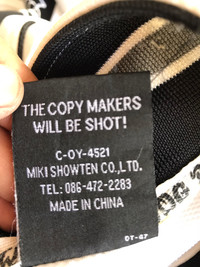 THE COPY MAKERS
WILL BE SHOT!
C-OY-4521
MIKI SHOWTEN CO.,LTD.
TEL: 086-472-2283
MADE IN CHINA
OT-67